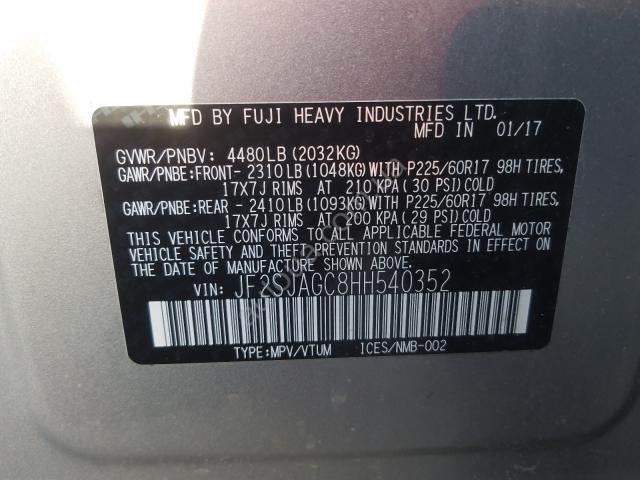 MFD BY FUJI HEAVY INDUSTRIES LTD.
MFD IN 01/17
GVWR/PNBV: 4480LB(2032KG)
GAWR/PNBE:FRONT-2310LB(1048KG)WITH P225/60R17 98H TIRES,
17X7J RIMS AT 210KPA(30 PSI)COLD
GAWR/PNBE:REAR -2410LB(1093KG)WITH P225/60R17 98H TIRES,
17X7J RIMS AT 200KPA(29 PSI)COLD
THIS VEHICLE CONFORMS TO ALL APPLICABLE FEDERAL MOTOR
VEHICLE SAFETY AND THEFT PREVENTION STANDARDS IN EFFECT
ON THE DATE OF MANUFACTURE SHOWN ABOVE.
VIN: JF2SJAGC8HH540352
TYPE:MPV/VTUM ICES/NMB-002